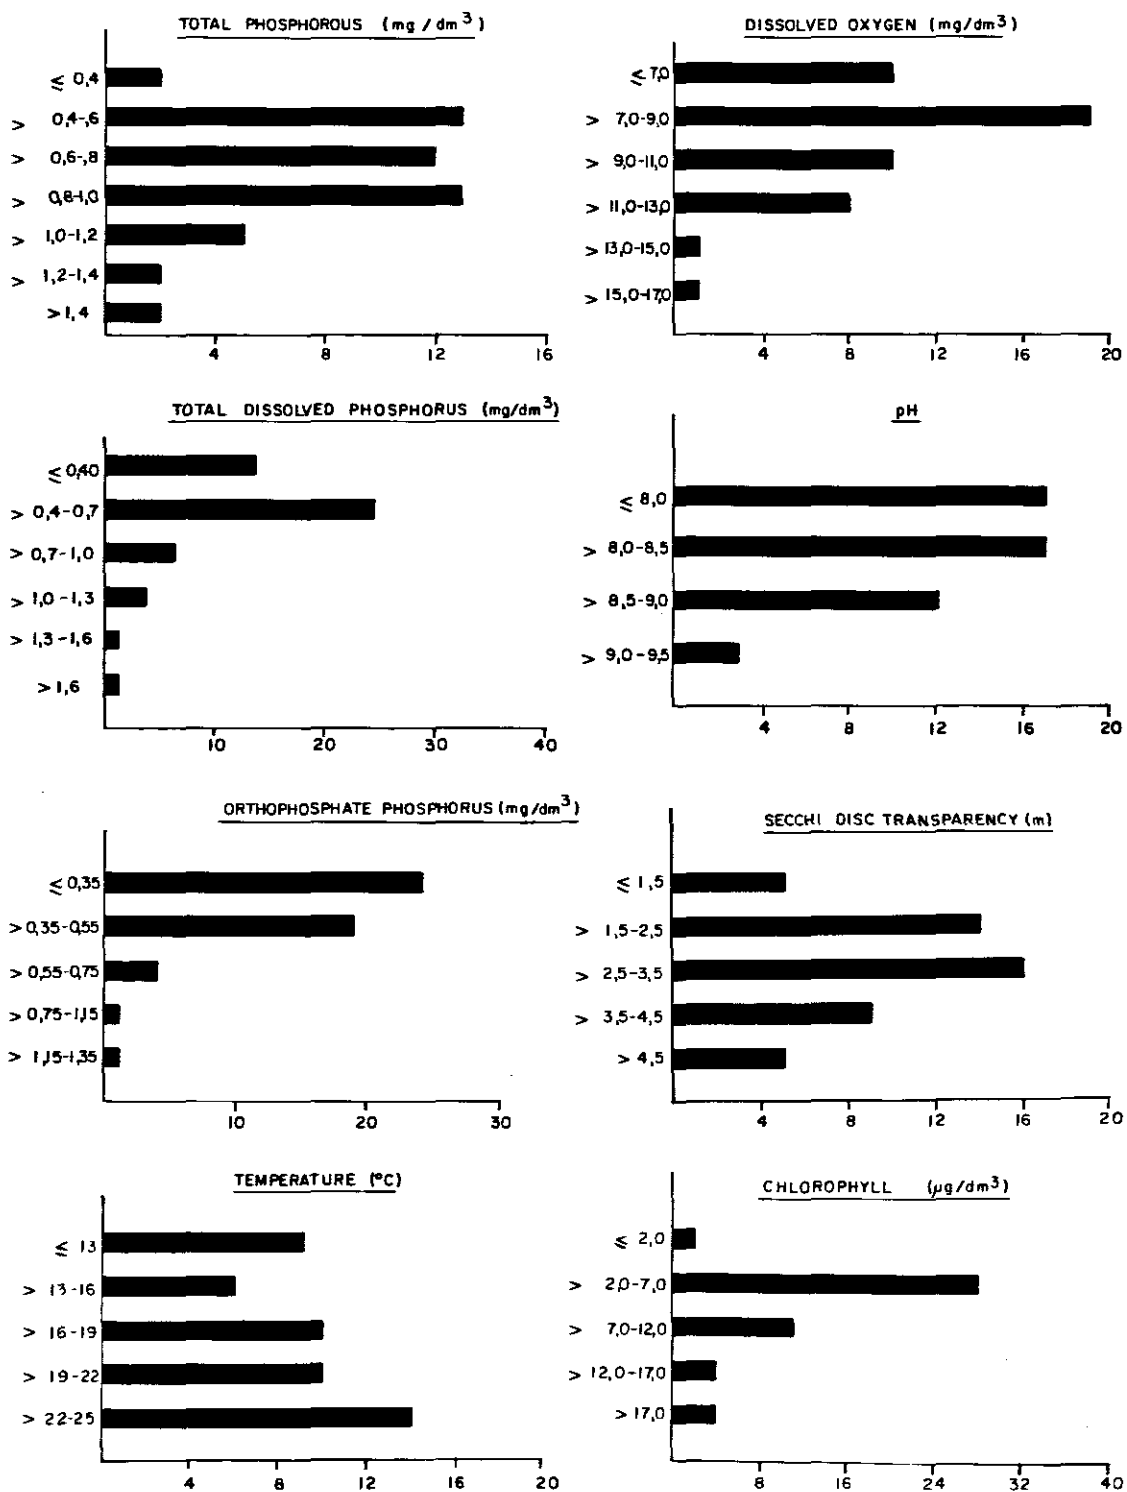 TOTAL PHOSPHOROUS (mg/dm³)
≤ 0,4
> 0,4-,6
> 0,6-,8
> 0,8-1,0
> 1,0-1,2
> 1,2-1,4
> 1,4
4 8 12 16
DISSOLVED OXYGEN (mg/dm³)
≤ 7,0
> 7,0-9,0
> 9,0-11,0
> 11,0-13,0
> 13,0-15,0
> 15,0-17,0
4 8 12 16 20
TOTAL DISSOLVED PHOSPHORUS (mg/dm³)
≤ 0,40
> 0,4-0,7
> 0,7-1,0
> 1,0-1,3
> 1,3-1,6
> 1,6
10 20 30 40
pH
≤ 8,0
> 8,0-8,5
> 8,5-9,0
> 9,0-9,5
4 8 12 16 20
ORTHOPHOSPHATE PHOSPHORUS (mg/dm³)
≤ 0,35
> 0,35-0,55
> 0,55-0,75
> 0,75-1,15
> 1,15-1,35
10 20 30
SECCHI DISC TRANSPARENCY (m)
≤ 1,5
> 1,5-2,5
> 2,5-3,5
> 3,5-4,5
> 4,5
4 8 12 16 20
TEMPERATURE (°C)
≤ 13
> 13-16
> 16-19
> 19-22
> 22-25
4 8 12 16 20
CHLOROPHYLL (µg/dm³)
≤ 2,0
> 2,0-7,0
> 7,0-12,0
> 12,0-17,0
> 17,0
8 16 24 32 40